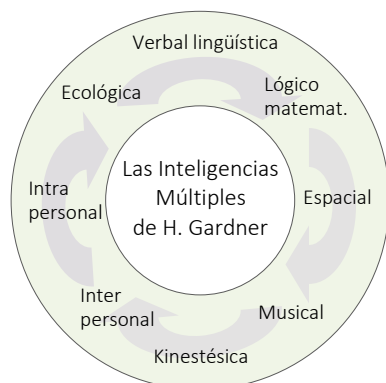 Verbal lingüística
Lógico
matemat.
Espacial
Musical
Kinestésica
Inter
personal
Intra
personal
Ecológica
Las Inteligencias
Múltiples
de H. Gardner